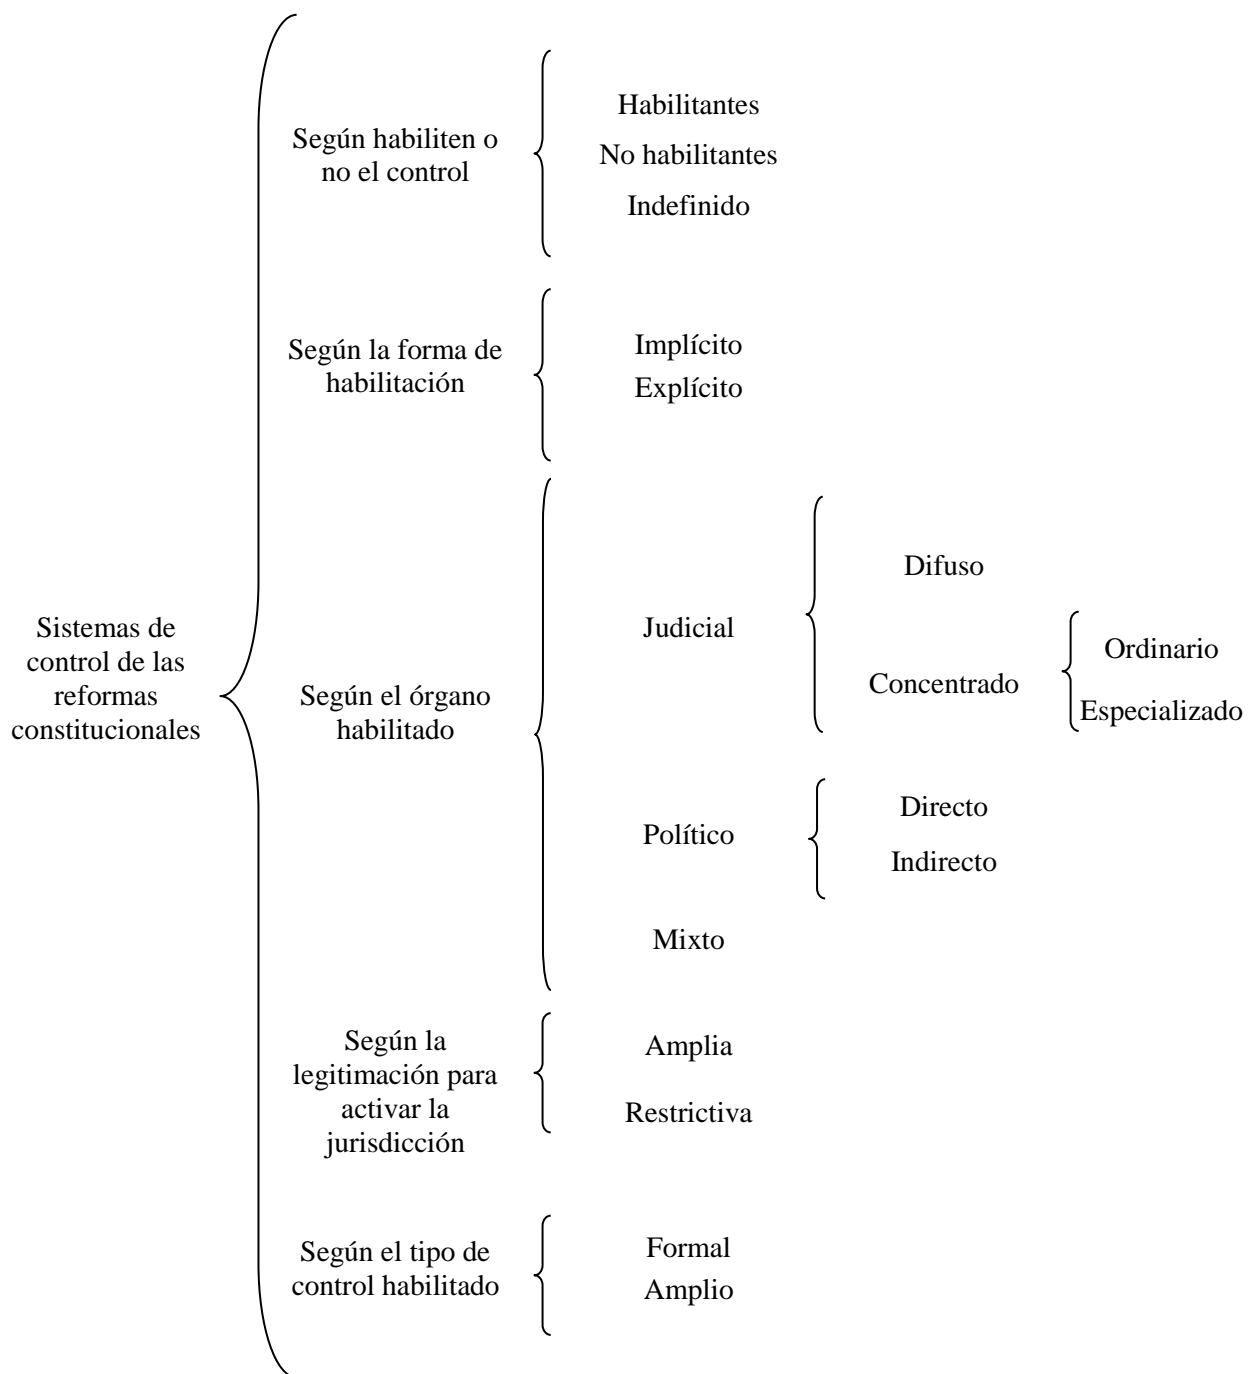 Sistemas de
control de las
reformas
constitucionales
Según habiliten o
no el control
Habilitantes
No habilitantes
Indefinido
Según la forma de
habilitación
Implícito
Explícito
Según el órgano
habilitado
Judicial
Difuso
Concentrado
Ordinario
Especializado
Político
Directo
Indirecto
Mixto
Según la
legitimación para
activar la
jurisdicción
Amplia
Restrictiva
Según el tipo de
control habilitado
Formal
Amplio